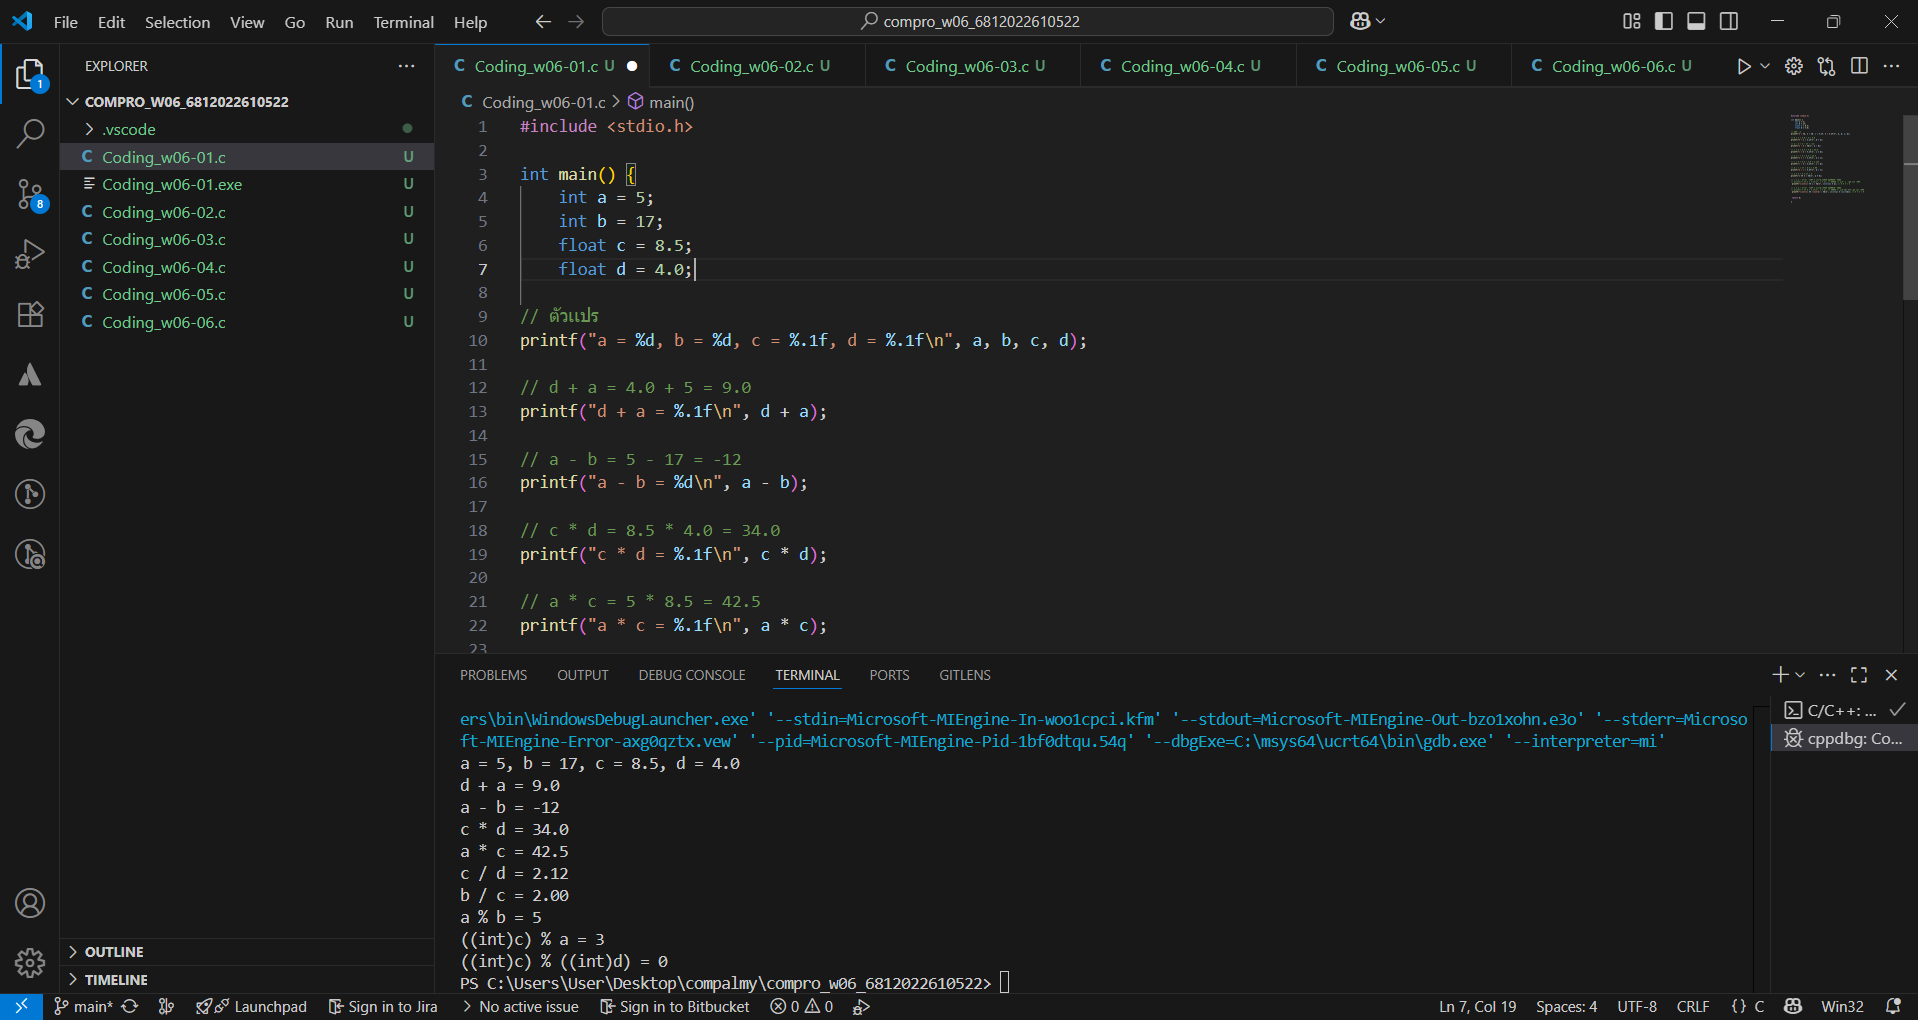 File Edit Selection View Go Run Terminal Help
compro_w06_6812022610522
EXPLORER
COMPRO_W06_6812022610522
.vscode
C Coding_w06-01.c U
Coding_w06-01.exe U
C Coding_w06-02.c U
C Coding_w06-03.c U
C Coding_w06-04.c U
C Coding_w06-05.c U
C Coding_w06-06.c U
OUTLINE
TIMELINE
1
8
C Coding_w06-01.c U
C Coding_w06-02.c U
C Coding_w06-03.c U
C Coding_w06-04.c U
C Coding_w06-05.c U
C Coding_w06-06.c U
C Coding_w06-01.c > main()
1 #include <stdio.h>
2
3 int main() {
4 int a = 5;
5 int b = 17;
6 float c = 8.5;
7 float d = 4.0;
8
9 // ตัวแปร
10 printf("a = %d, b = %d, c = %.1f, d = %.1f\n", a, b, c, d);
11
12 // d + a = 4.0 + 5 = 9.0
13 printf("d + a = %.1f\n", d + a);
14
15 // a - b = 5 - 17 = -12
16 printf("a - b = %d\n", a - b);
17
18 // c * d = 8.5 * 4.0 = 34.0
19 printf("c * d = %.1f\n", c * d);
20
21 // a * c = 5 * 8.5 = 42.5
22 printf("a * c = %.1f\n", a * c);
23
PROBLEMS OUTPUT DEBUG CONSOLE TERMINAL PORTS GITLENS
ers\bin\WindowsDebugLauncher.exe' '--stdin=Microsoft-MIEngine-In-woo1cpci.kfm' '--stdout=Microsoft-MIEngine-Out-bzo1xohn.e3o' '--stderr=Microso
ft-MIEngine-Error-axg0qztx.vew' '--pid=Microsoft-MIEngine-Pid-1bf0dtqu.54q' '--dbgExe=C:\msys64\ucrt64\bin\gdb.exe' '--interpreter=mi'
a = 5, b = 17, c = 8.5, d = 4.0
d + a = 9.0
a - b = -12
c * d = 34.0
a * c = 42.5
c / d = 2.12
b / c = 2.00
a % b = 5
((int)c) % a = 3
((int)c) % ((int)d) = 0
PS C:\Users\User\Desktop\compalmy\compro_w06_6812022610522>
C/C++: ...
cppdbg: Co...
main* Launchpad Sign in to Jira > No active issue Sign in to Bitbucket 0 0 Ln 7, Col 19 Spaces: 4 UTF-8 CRLF {} C Win32